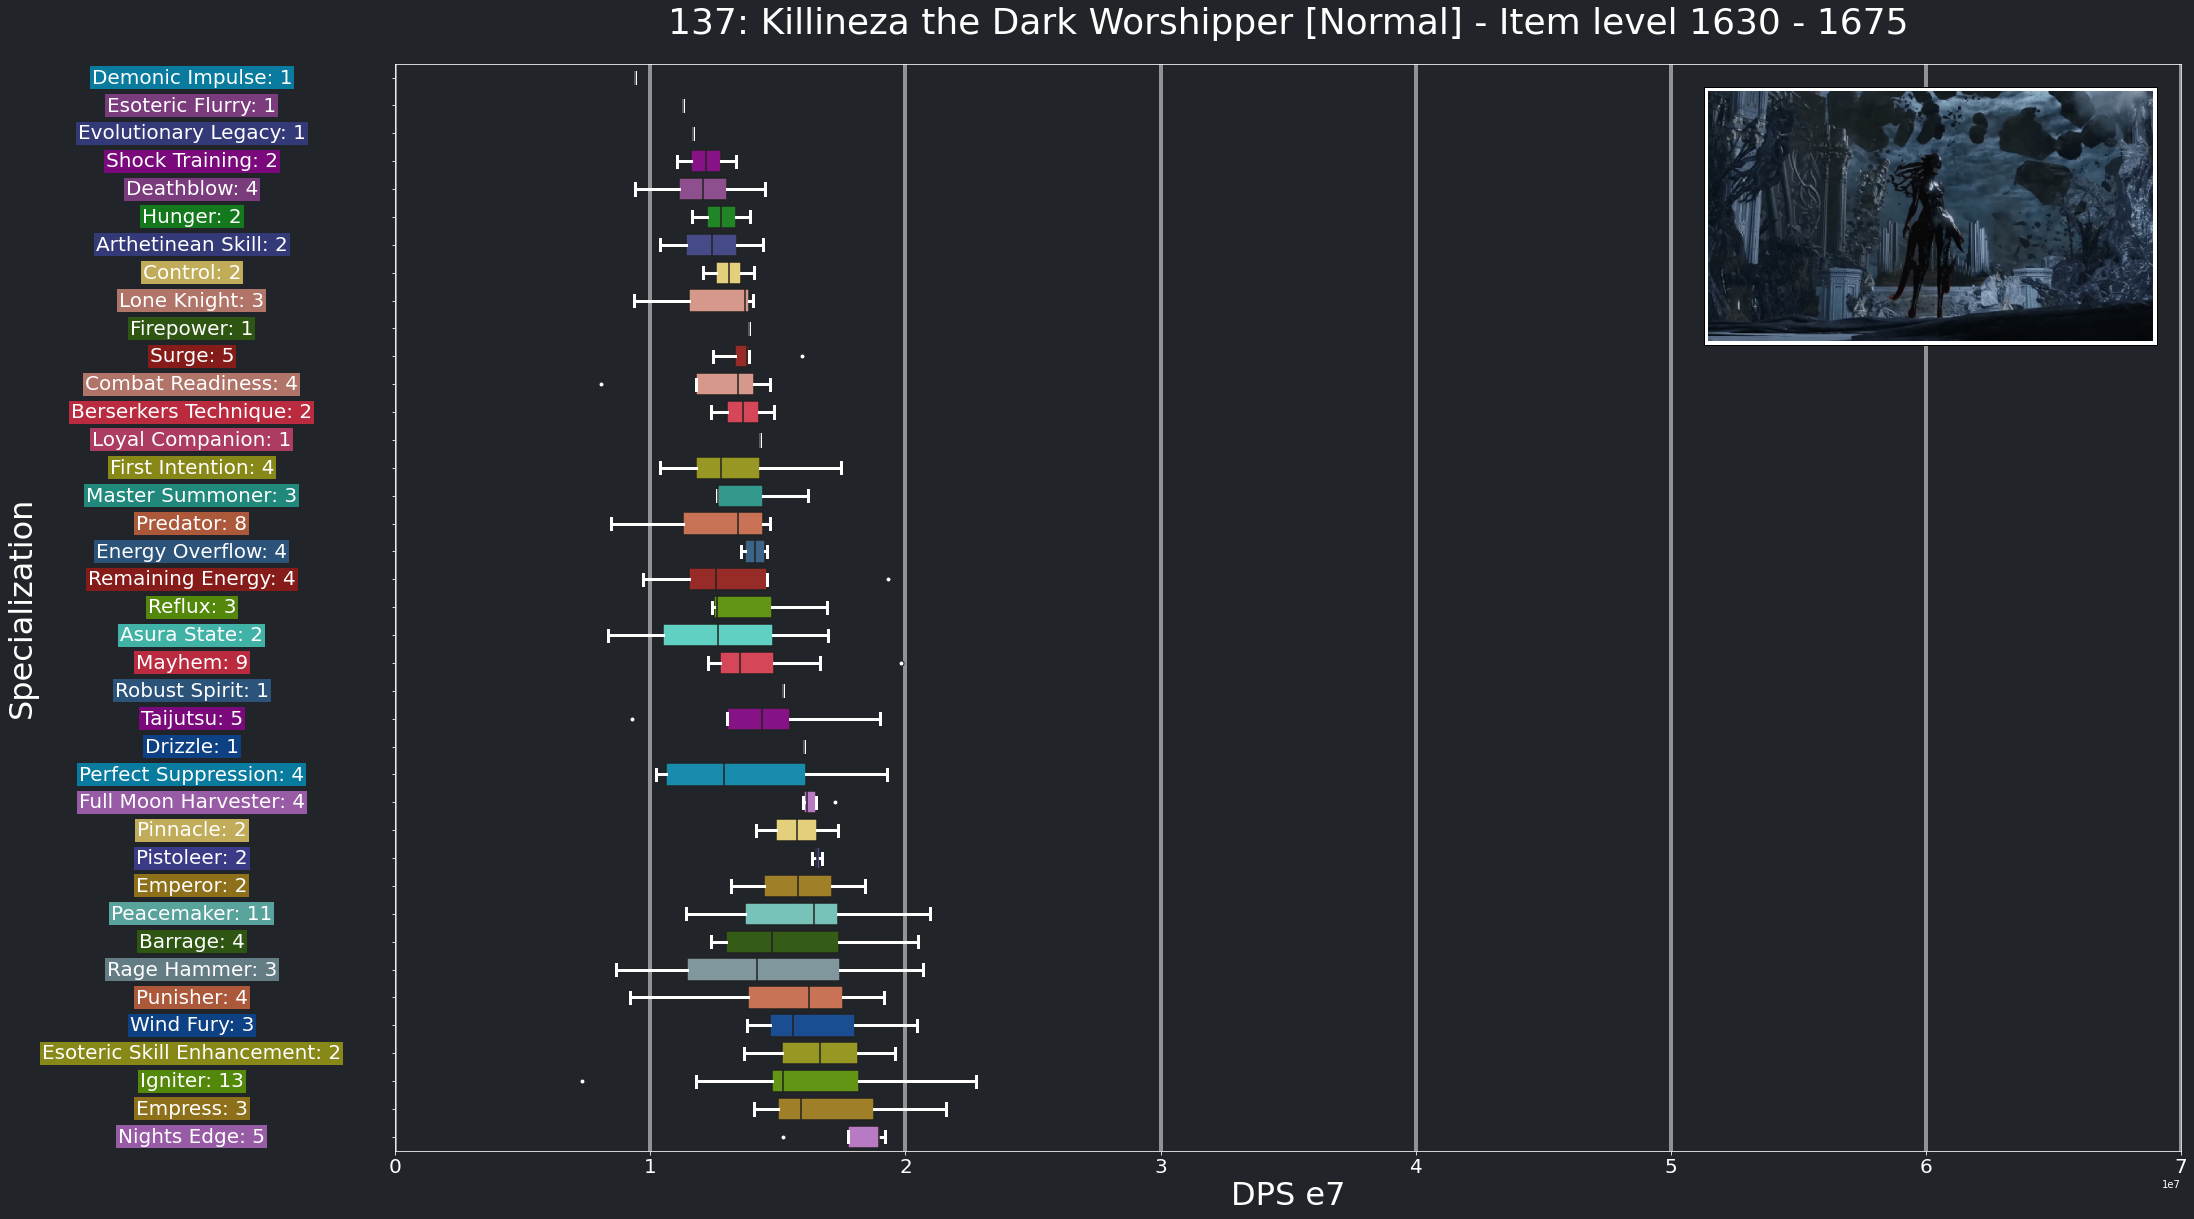 137: Killineza the Dark Worshipper [Normal] - Item level 1630 - 1675
Specialization
Demonic Impulse: 1
Esoteric Flurry: 1
Evolutionary Legacy: 1
Shock Training: 2
Deathblow: 4
Hunger: 2
Arthetinean Skill: 2
Control: 2
Lone Knight: 3
Firepower: 1
Surge: 5
Combat Readiness: 4
Berserkers Technique: 2
Loyal Companion: 1
First Intention: 4
Master Summoner: 3
Predator: 8
Energy Overflow: 4
Remaining Energy: 4
Reflux: 3
Asura State: 2
Mayhem: 9
Robust Spirit: 1
Taijutsu: 5
Drizzle: 1
Perfect Suppression: 4
Full Moon Harvester: 4
Pinnacle: 2
Pistoleer: 2
Emperor: 2
Peacemaker: 11
Barrage: 4
Rage Hammer: 3
Punisher: 4
Wind Fury: 3
Esoteric Skill Enhancement: 2
Igniter: 13
Empress: 3
Nights Edge: 5
0 1 2 3 4 5 6 7
1e7
DPS e7